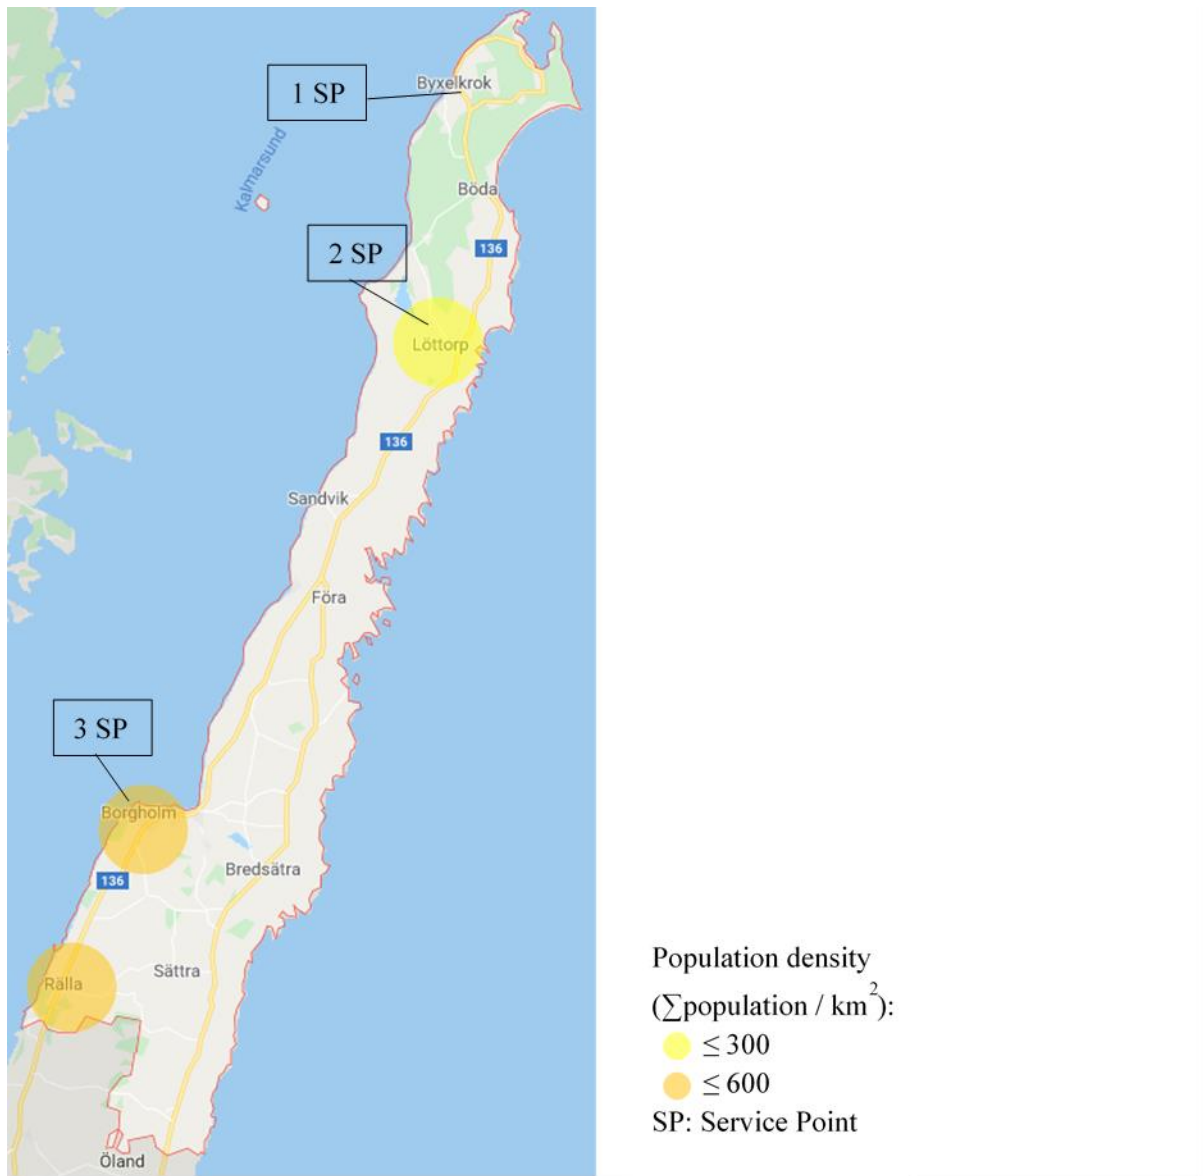 Byxelkrok
1 SP
Kalmarsund
Böda
2 SP
136
Löttorp
136
Sandvik
Föra
3 SP
Borgholm
Bredsätra
136
Sättra
Rälla
Öland
Population density
(∑population / km²):
≤ 300
≤ 600
SP: Service Point